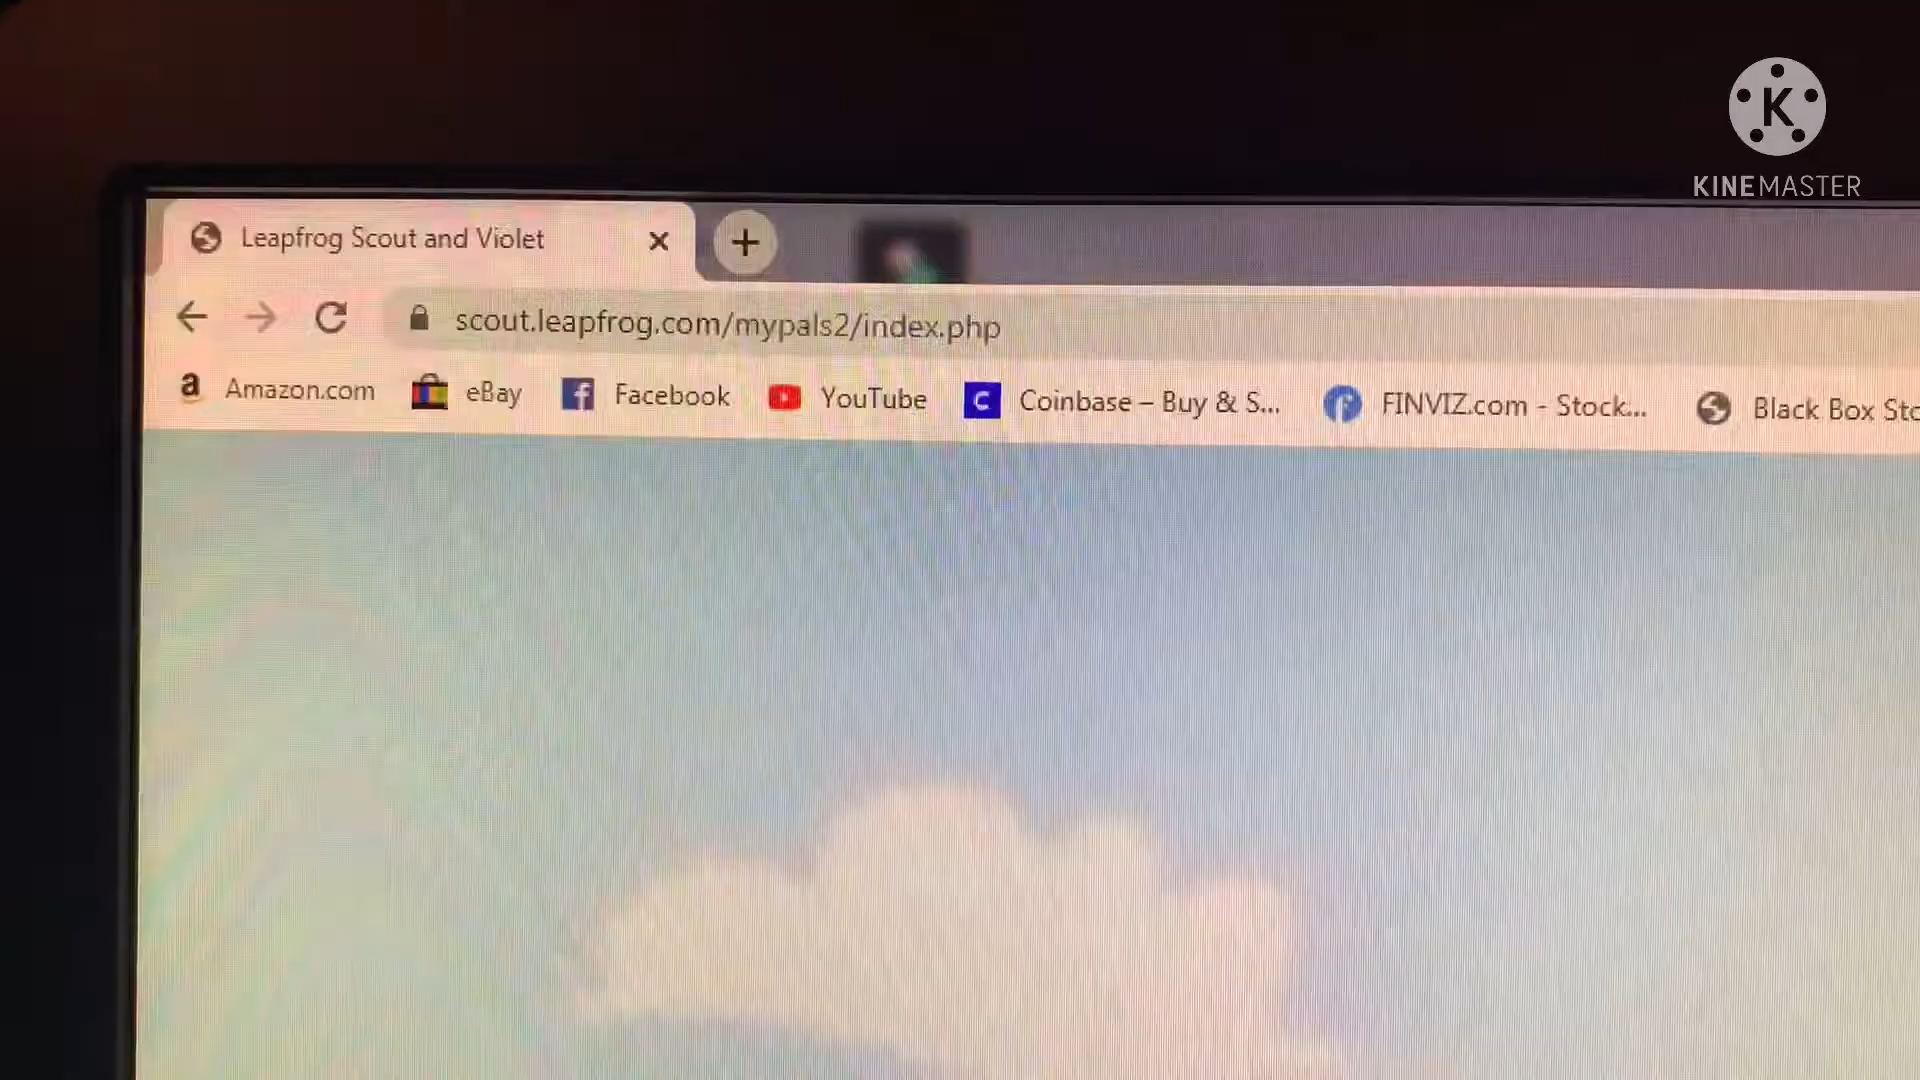 K
KINEMASTER
Leapfrog Scout and Violet
scout.leapfrog.com/mypals2/index.php
a Amazon.com eBay f Facebook YouTube C Coinbase – Buy & S... f FINVIZ.com - Stock... Black Box Sto